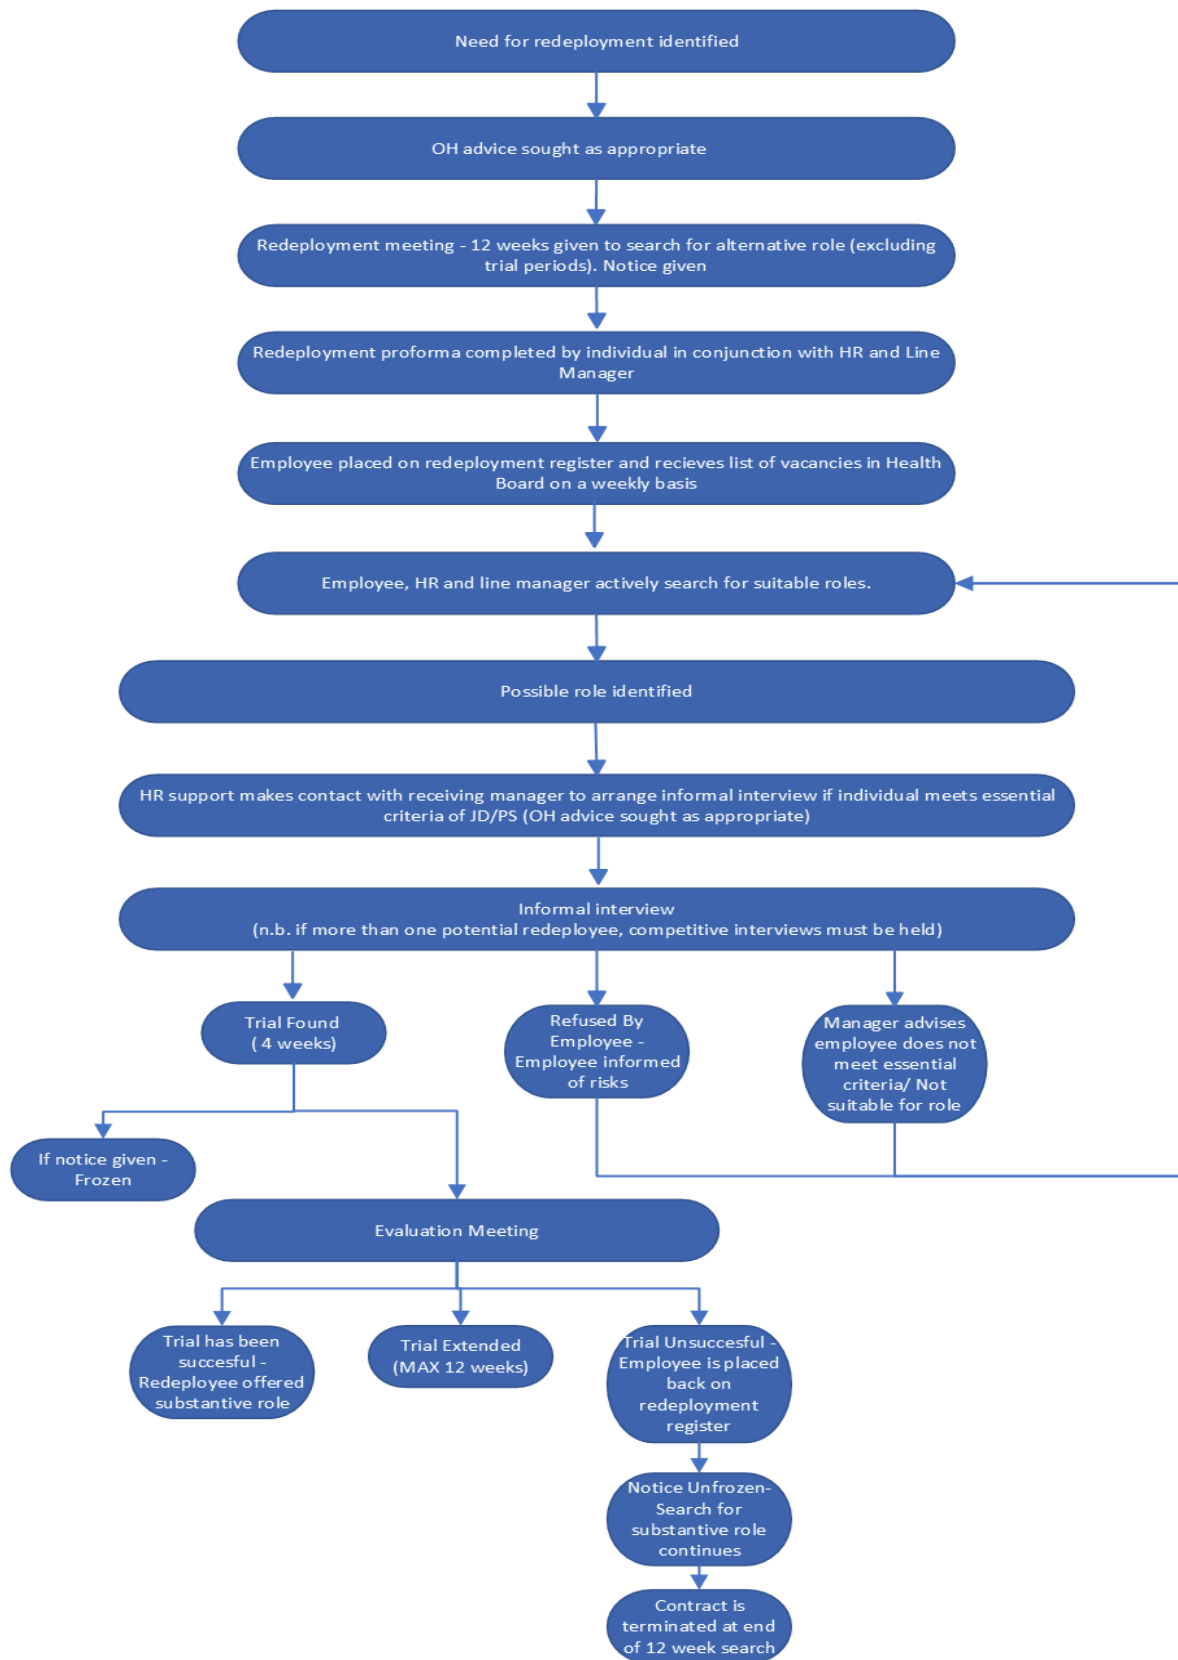 Need for redeployment identified
OH advice sought as appropriate
Redeployment meeting - 12 weeks given to search for alternative role (excluding
trial periods). Notice given
Redeployment proforma completed by individual in conjunction with HR and Line
Manager
Employee placed on redeployment register and recieves list of vacancies in Health
Board on a weekly basis
Employee, HR and line manager actively search for suitable roles.
Possible role identified
HR support makes contact with receiving manager to arrange informal interview if individual meets essential
criteria of JD/PS (OH advice sought as appropriate)
Informal interview
(n.b. if more than one potential redeployee, competitive interviews must be held)
Trial Found
( 4 weeks)
Refused By
Employee -
Employee informed
of risks
Manager advises
employee does not
meet essential
criteria/ Not
suitable for role
If notice given -
Frozen
Evaluation Meeting
Trial has been
succesful -
Redeployee offered
substantive role
Trial Extended
(MAX 12 weeks)
Trial Unsuccesful -
Employee is placed
back on
redeployment
register
Notice Unfrozen-
Search for
substantive role
continues
Contract is
terminated at end
of 12 week search